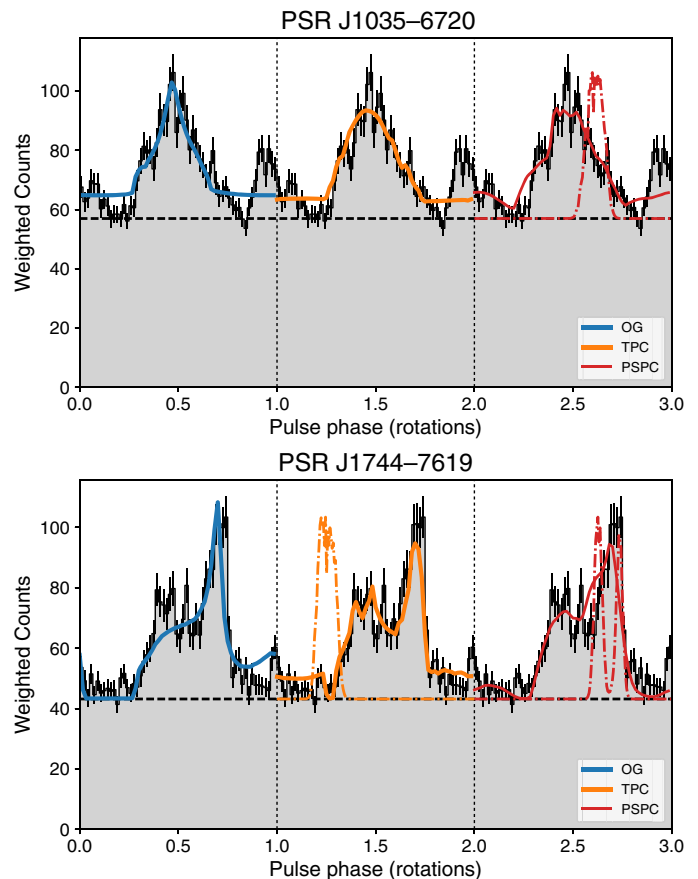 PSR J1035–6720
100
80
60
40
20
0
Weighted Counts
OG
TPC
PSPC
0.0 0.5 1.0 1.5 2.0 2.5 3.0
Pulse phase (rotations)
PSR J1744–7619
100
80
60
40
20
0
Weighted Counts
OG
TPC
PSPC
0.0 0.5 1.0 1.5 2.0 2.5 3.0
Pulse phase (rotations)